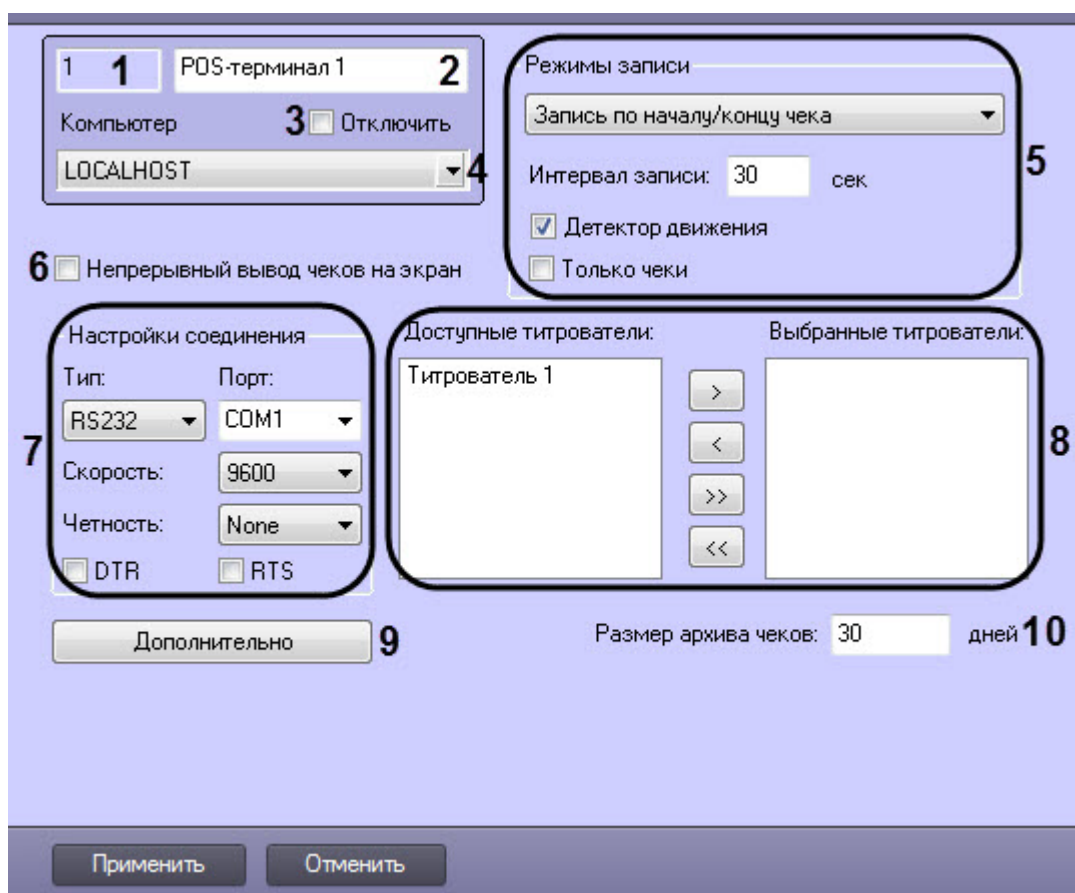 1 1 POS-терминал 1 2
Компьютер 3 Отключить
LOCALHOST 4
Режимы записи
Запись по началу/концу чека
Интервал записи: 30 сек 5
Детектор движения
Только чеки
6 Непрерывный вывод чеков на экран
Настройки соединения
Тип: Порт:
RS232 COM1
7
Скорость: 9600
Четность: None
DTR RTS
Доступные титрователи: Выбранные титрователи:
Титрователь 1
>
<
8
>>
<<
Дополнительно 9
Размер архива чеков: 30 дней 10
Применить Отменить